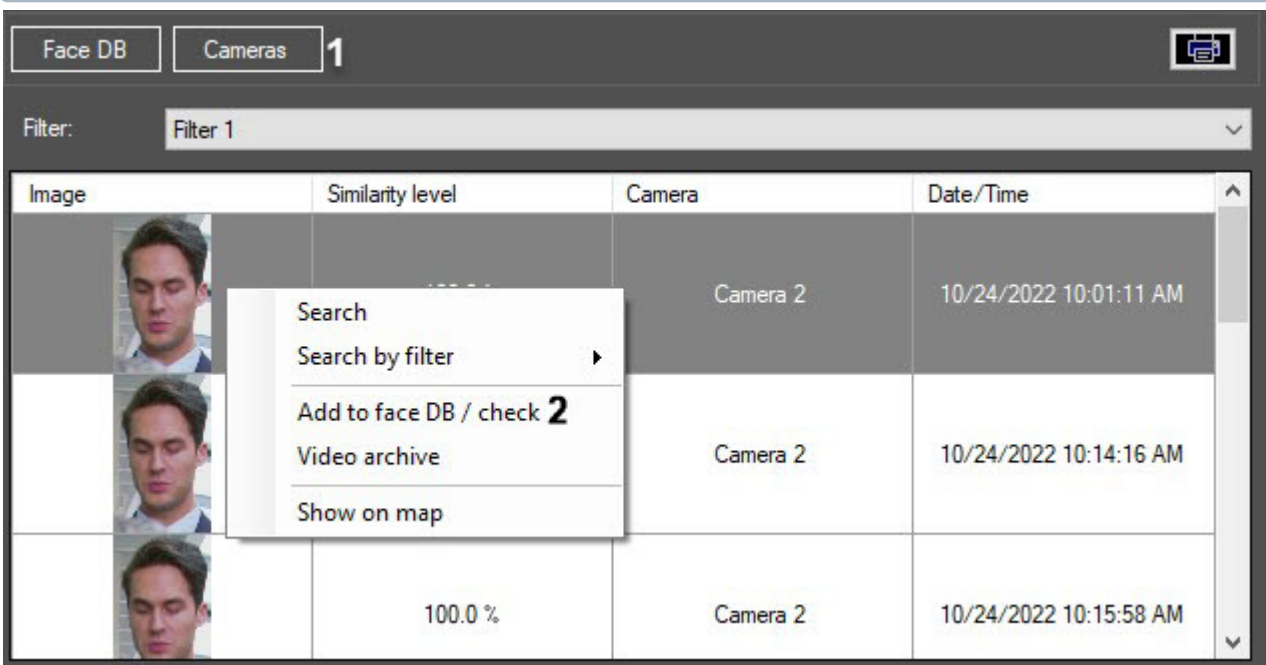 Face DB Cameras 1
Filter: Filter 1
Image Similarity level Camera Date/Time
Camera 2 10/24/2022 10:01:11 AM
Search
Search by filter
Add to face DB / check 2
Video archive
Show on map
Camera 2 10/24/2022 10:14:16 AM
100.0 % Camera 2 10/24/2022 10:15:58 AM